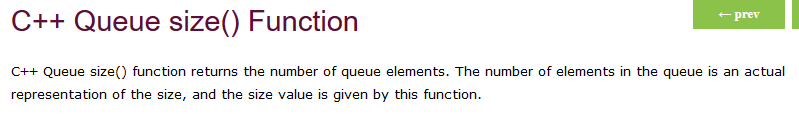 C++ Queue size() Function
← prev
C++ Queue size() function returns the number of queue elements. The number of elements in the queue is an actual
representation of the size, and the size value is given by this function.